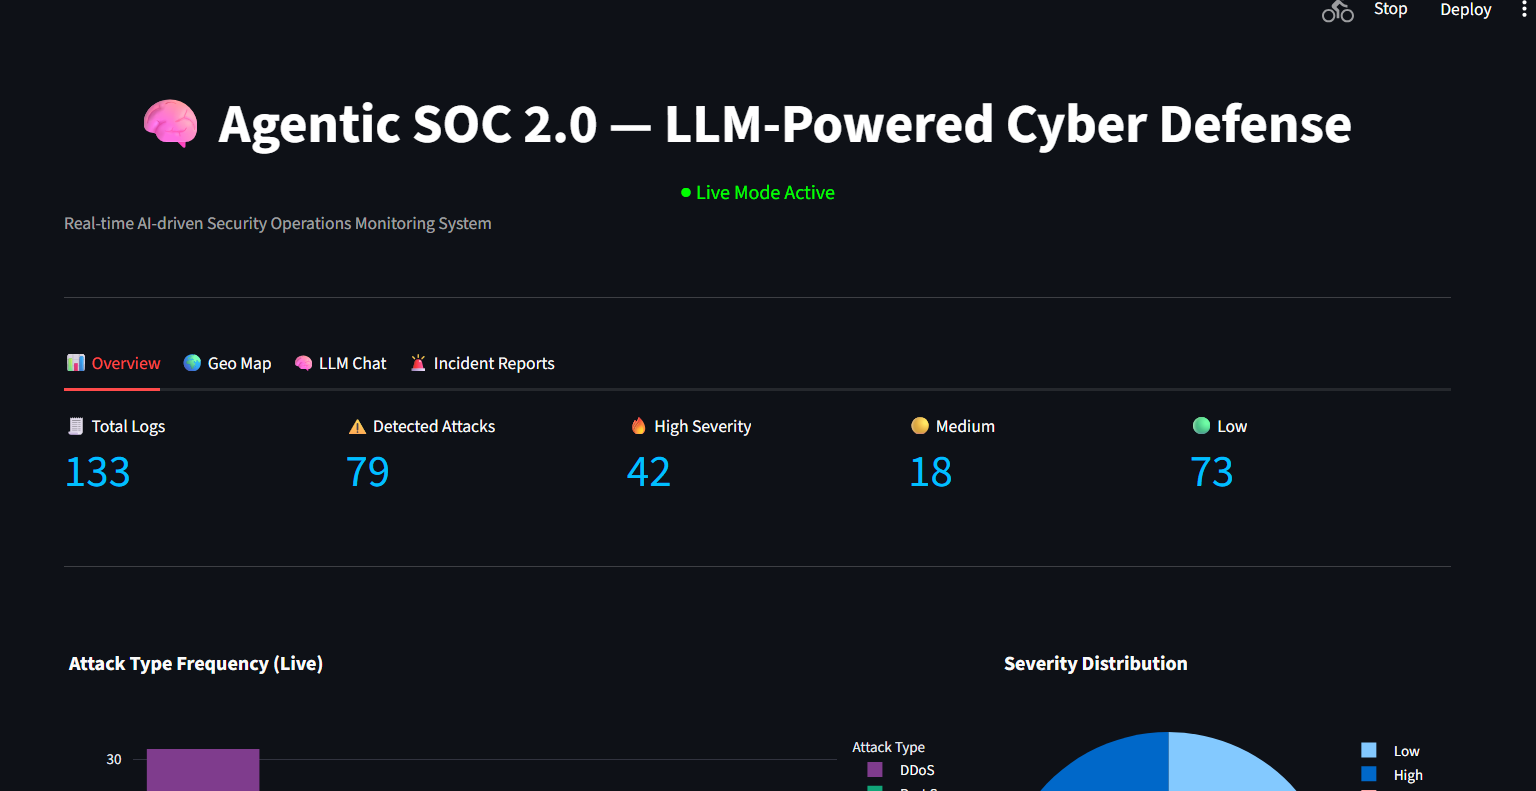 Stop Deploy
Agentic SOC 2.0 — LLM-Powered Cyber Defense
Live Mode Active
Real-time AI-driven Security Operations Monitoring System
Overview Geo Map LLM Chat Incident Reports
Total Logs Detected Attacks High Severity Medium Low
133 79 42 18 73
Attack Type Frequency (Live) Severity Distribution
30
Attack Type
DDoS
Low
High